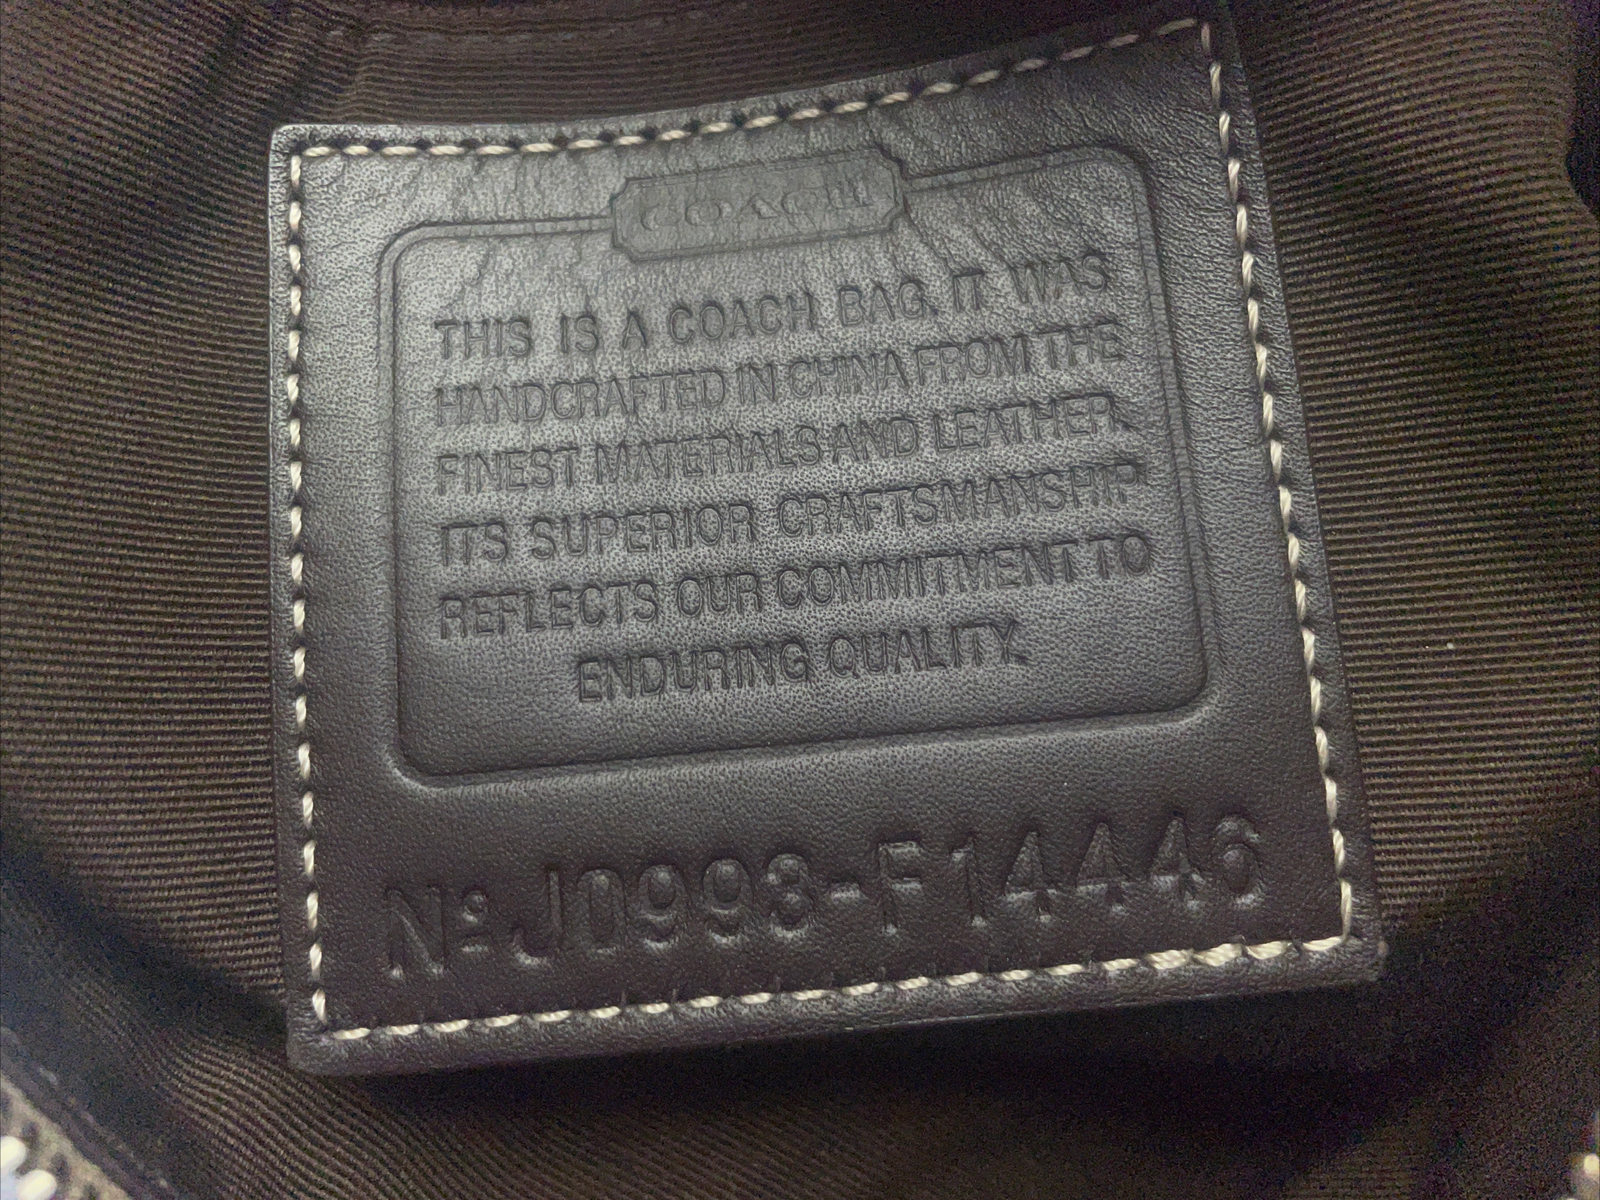 COACH
THIS IS A COACH BAG. IT WAS
HANDCRAFTED IN CHINA FROM THE
FINEST MATERIALS AND LEATHER.
ITS SUPERIOR CRAFTSMANSHIP
REFLECTS OUR COMMITMENT TO
ENDURING QUALITY.
Nº J0993-F14446